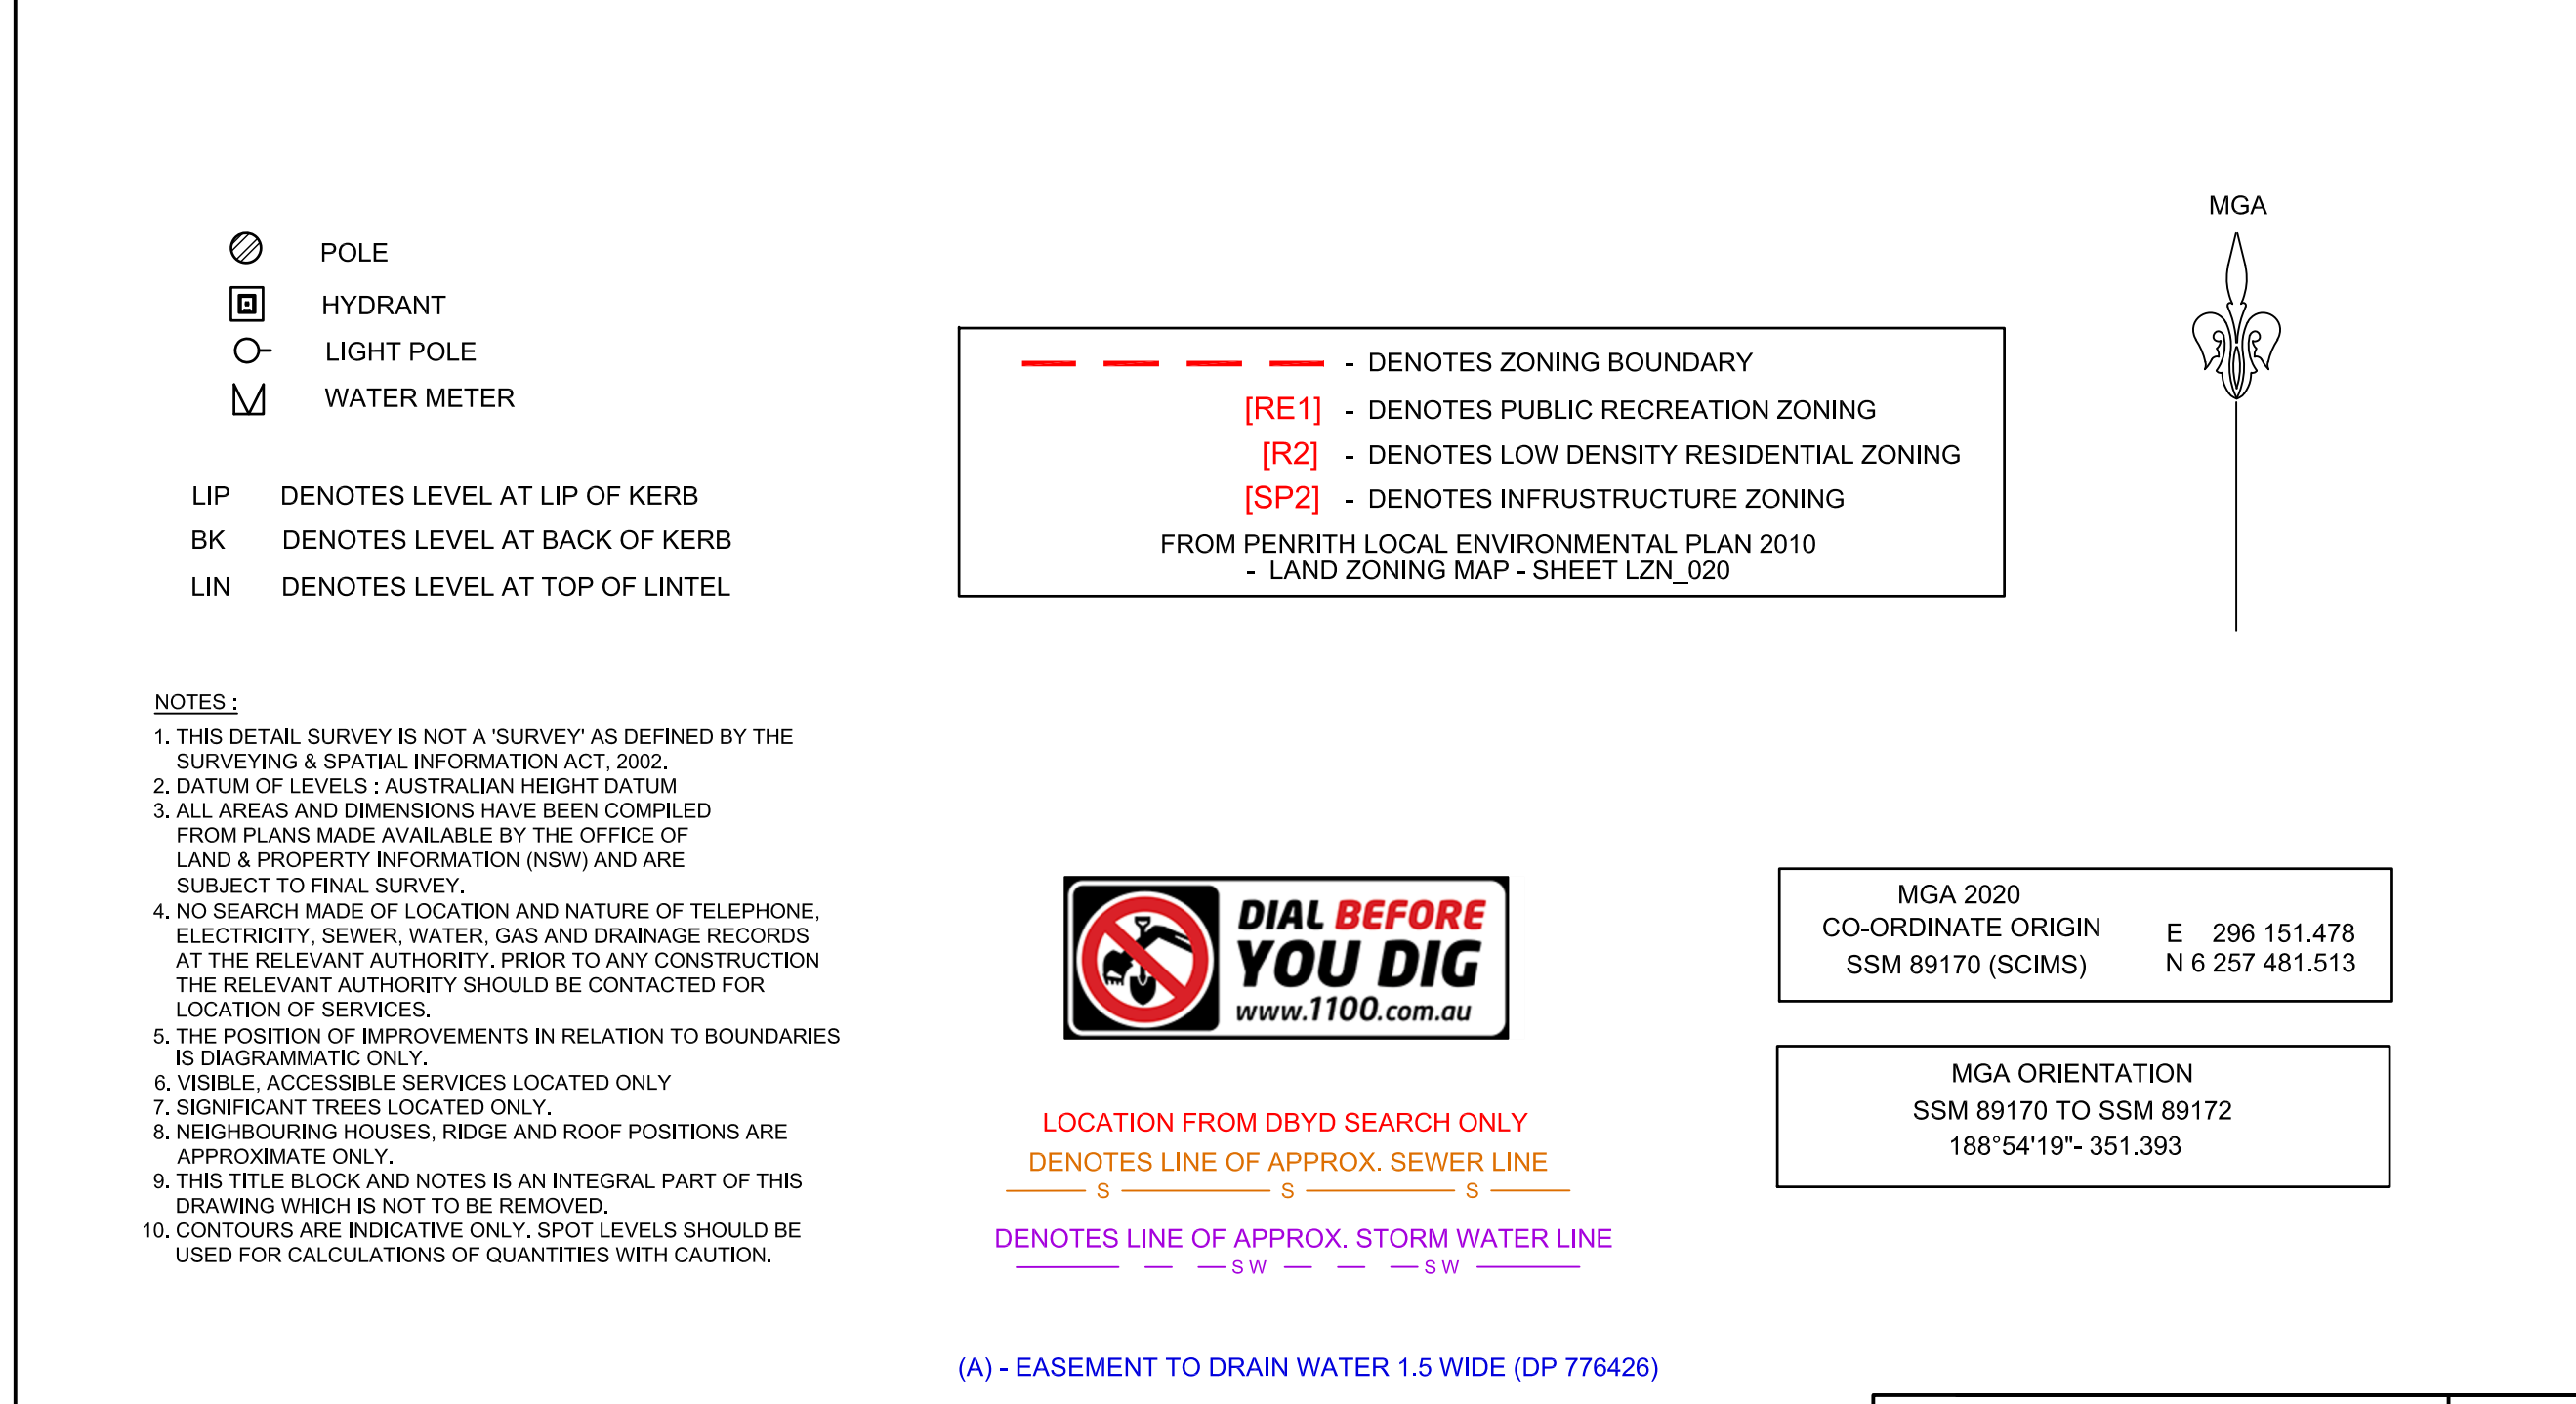 POLE
HYDRANT
LIGHT POLE
WATER METER
LIP DENOTES LEVEL AT LIP OF KERB
BK DENOTES LEVEL AT BACK OF KERB
LIN DENOTES LEVEL AT TOP OF LINTEL
- DENOTES ZONING BOUNDARY
[RE1] - DENOTES PUBLIC RECREATION ZONING
[R2] - DENOTES LOW DENSITY RESIDENTIAL ZONING
[SP2] - DENOTES INFRUSTRUCTURE ZONING
FROM PENRITH LOCAL ENVIRONMENTAL PLAN 2010
- LAND ZONING MAP - SHEET LZN_020
MGA
NOTES :
1. THIS DETAIL SURVEY IS NOT A 'SURVEY' AS DEFINED BY THE
SURVEYING & SPATIAL INFORMATION ACT, 2002.
2. DATUM OF LEVELS : AUSTRALIAN HEIGHT DATUM
3. ALL AREAS AND DIMENSIONS HAVE BEEN COMPILED
FROM PLANS MADE AVAILABLE BY THE OFFICE OF
LAND & PROPERTY INFORMATION (NSW) AND ARE
SUBJECT TO FINAL SURVEY.
4. NO SEARCH MADE OF LOCATION AND NATURE OF TELEPHONE,
ELECTRICITY, SEWER, WATER, GAS AND DRAINAGE RECORDS
AT THE RELEVANT AUTHORITY. PRIOR TO ANY CONSTRUCTION
THE RELEVANT AUTHORITY SHOULD BE CONTACTED FOR
LOCATION OF SERVICES.
5. THE POSITION OF IMPROVEMENTS IN RELATION TO BOUNDARIES
IS DIAGRAMMATIC ONLY.
6. VISIBLE, ACCESSIBLE SERVICES LOCATED ONLY
7. SIGNIFICANT TREES LOCATED ONLY.
8. NEIGHBOURING HOUSES, RIDGE AND ROOF POSITIONS ARE
APPROXIMATE ONLY.
9. THIS TITLE BLOCK AND NOTES IS AN INTEGRAL PART OF THIS
DRAWING WHICH IS NOT TO BE REMOVED.
10. CONTOURS ARE INDICATIVE ONLY. SPOT LEVELS SHOULD BE
USED FOR CALCULATIONS OF QUANTITIES WITH CAUTION.
DIAL BEFORE
YOU DIG
www.1100.com.au
LOCATION FROM DBYD SEARCH ONLY
DENOTES LINE OF APPROX. SEWER LINE
S S S
DENOTES LINE OF APPROX. STORM WATER LINE
SW SW
(A) - EASEMENT TO DRAIN WATER 1.5 WIDE (DP 776426)
MGA 2020
CO-ORDINATE ORIGIN E 296 151.478
SSM 89170 (SCIMS) N 6 257 481.513
MGA ORIENTATION
SSM 89170 TO SSM 89172
188°54'19"- 351.393